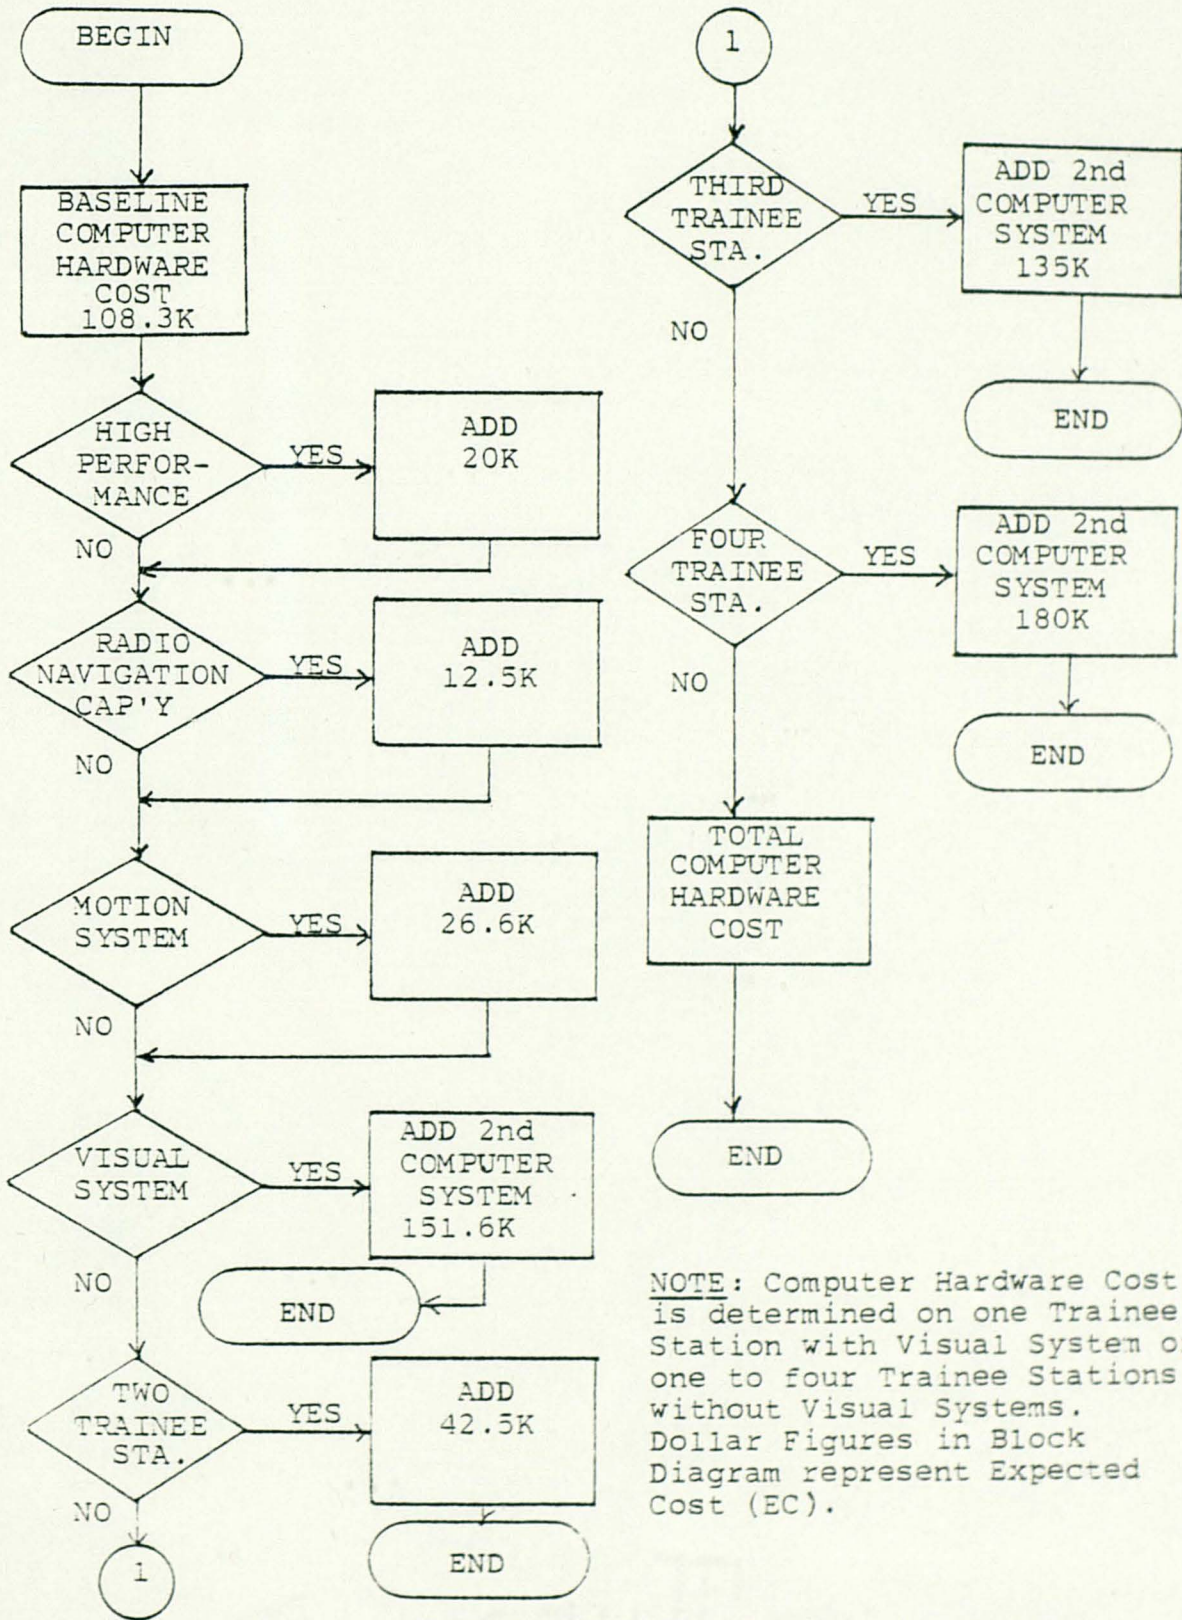 BEGIN
BASELINE
COMPUTER
HARDWARE
COST
108.3K
HIGH
PERFOR-
MANCE
YES
ADD
20K
NO
RADIO
NAVIGATION
CAP'Y
YES
ADD
12.5K
NO
MOTION
SYSTEM
YES
ADD
26.6K
NO
VISUAL
SYSTEM
YES
ADD 2nd
COMPUTER
SYSTEM
151.6K
NO
END
TWO
TRAINEE
STA.
YES
ADD
42.5K
NO
END
1
1
THIRD
TRAINEE
STA.
YES
ADD 2nd
COMPUTER
SYSTEM
135K
NO
END
FOUR
TRAINEE
STA.
YES
ADD 2nd
COMPUTER
SYSTEM
180K
NO
END
TOTAL
COMPUTER
HARDWARE
COST
END
NOTE: Computer Hardware Cost
is determined on one Trainee
Station with Visual System
one to four Trainee Stations
without Visual Systems.
Dollar Figures in Block
Diagram represent Expected
Cost (EC).